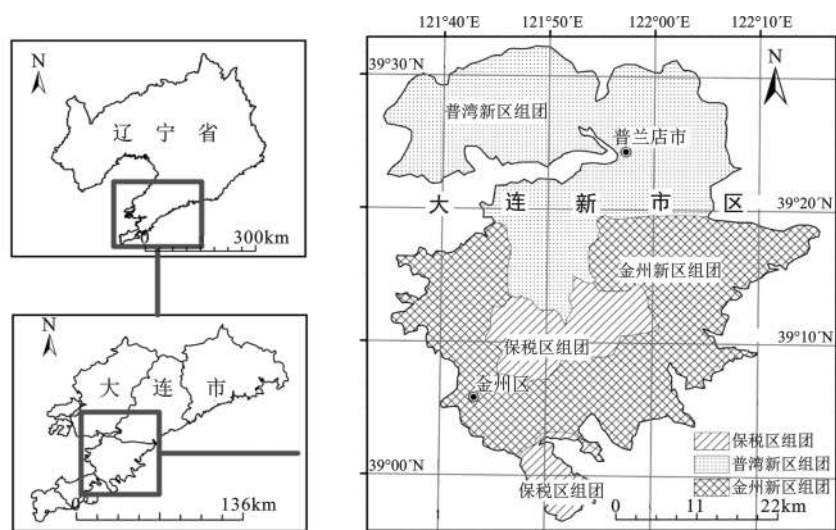 N
辽宁省
0 300km
N
大连市
0 136km
121°40′E 121°50′E 122°00′E 122°10′E
39°30′N
N
普湾新区组团
普兰店市
大连新市区
39°20′N
金州新区组团
保税区组团
39°10′N
金州区
保税区组团
普湾新区组团
39°00′N
金州新区组团
保税区组团
0 11 22km